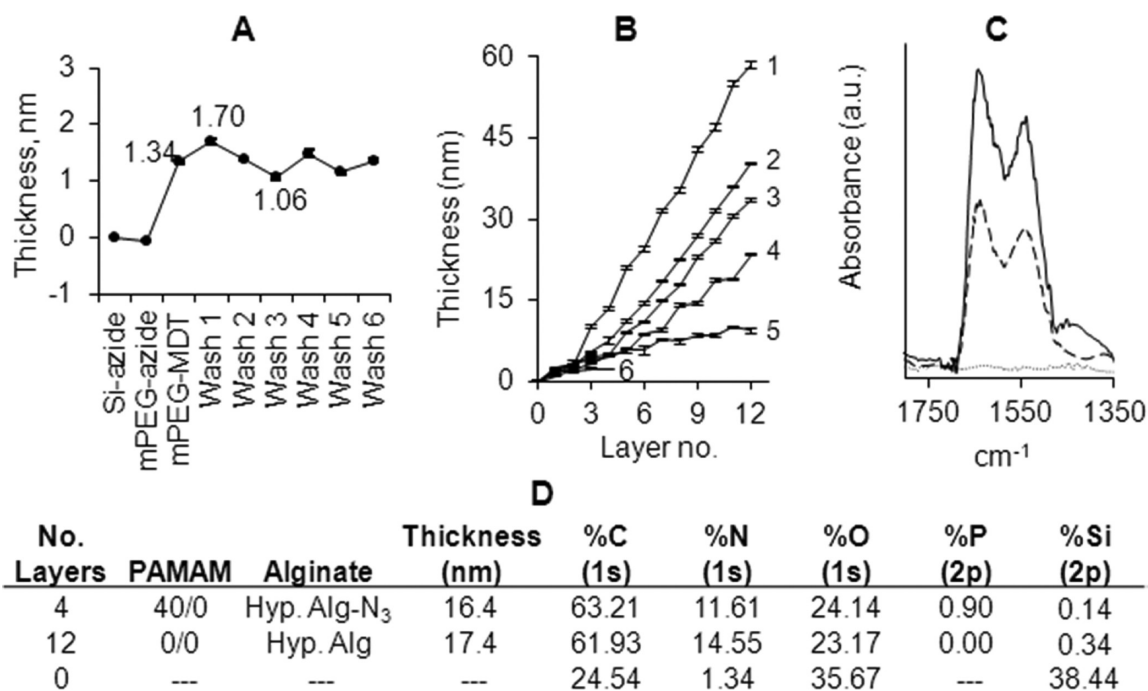 A
Thickness, nm
3
2
1
0
-1
1.34
1.70
1.06
Si-azide
mPEG-azide
mPEG-MDT
Wash 1
Wash 2
Wash 3
Wash 4
Wash 5
Wash 6
B
Thickness (nm)
60
45
30
15
0
1
2
3
4
5
6
0 3 6 9 12
Layer no.
C
Absorbance (a.u.)
1750 1550 1350
cm-1
D
No. Layers PAMAM Alginate Thickness (nm) %C (1s) %N (1s) %O (1s) %P (2p) %Si (2p)
4 40/0 Hyp. Alg-N3 16.4 63.21 11.61 24.14 0.90 0.14
12 0/0 Hyp. Alg 17.4 61.93 14.55 23.17 0.00 0.34
0 --- --- --- 24.54 1.34 35.67 --- 38.44